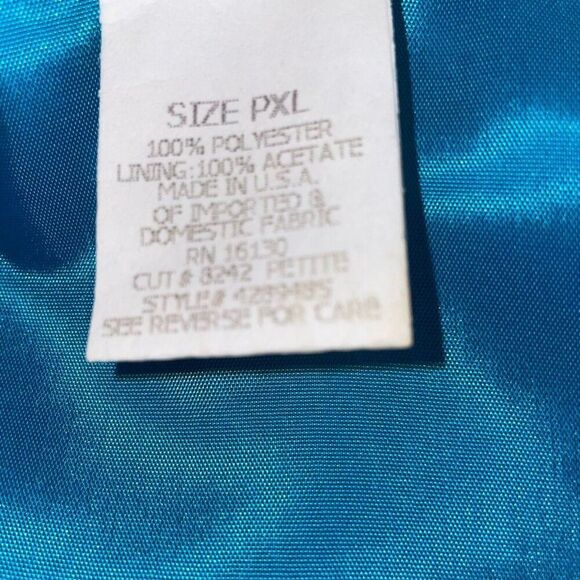 SIZE PXL
100% POLYESTER
LINING:100% ACETATE
MADE IN U.S.A.
OF IMPORTED &
DOMESTIC FABRIC
RN 16130
CUT# 8242 PETITE
STYLE# 4289485
SEE REVERSE FOR CARE